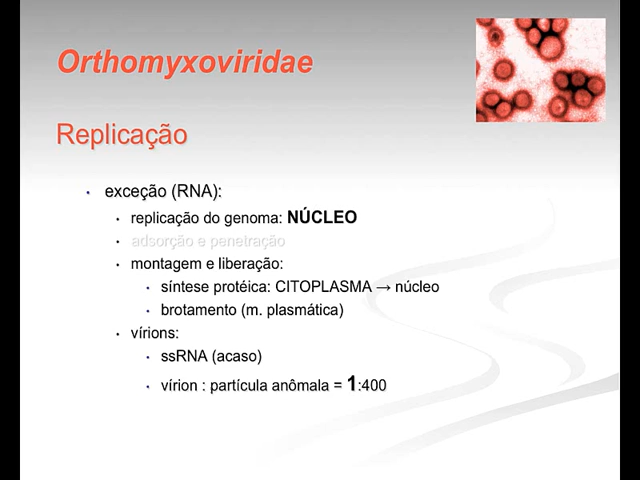 Orthomyxoviridae
Replicação
• exceção (RNA):
• replicação do genoma: NÚCLEO
• adsorção e penetração
• montagem e liberação:
• síntese protéica: CITOPLASMA → núcleo
• brotamento (m. plasmática)
• vírions:
• ssRNA (acaso)
• vírion : partícula anômala = 1:400